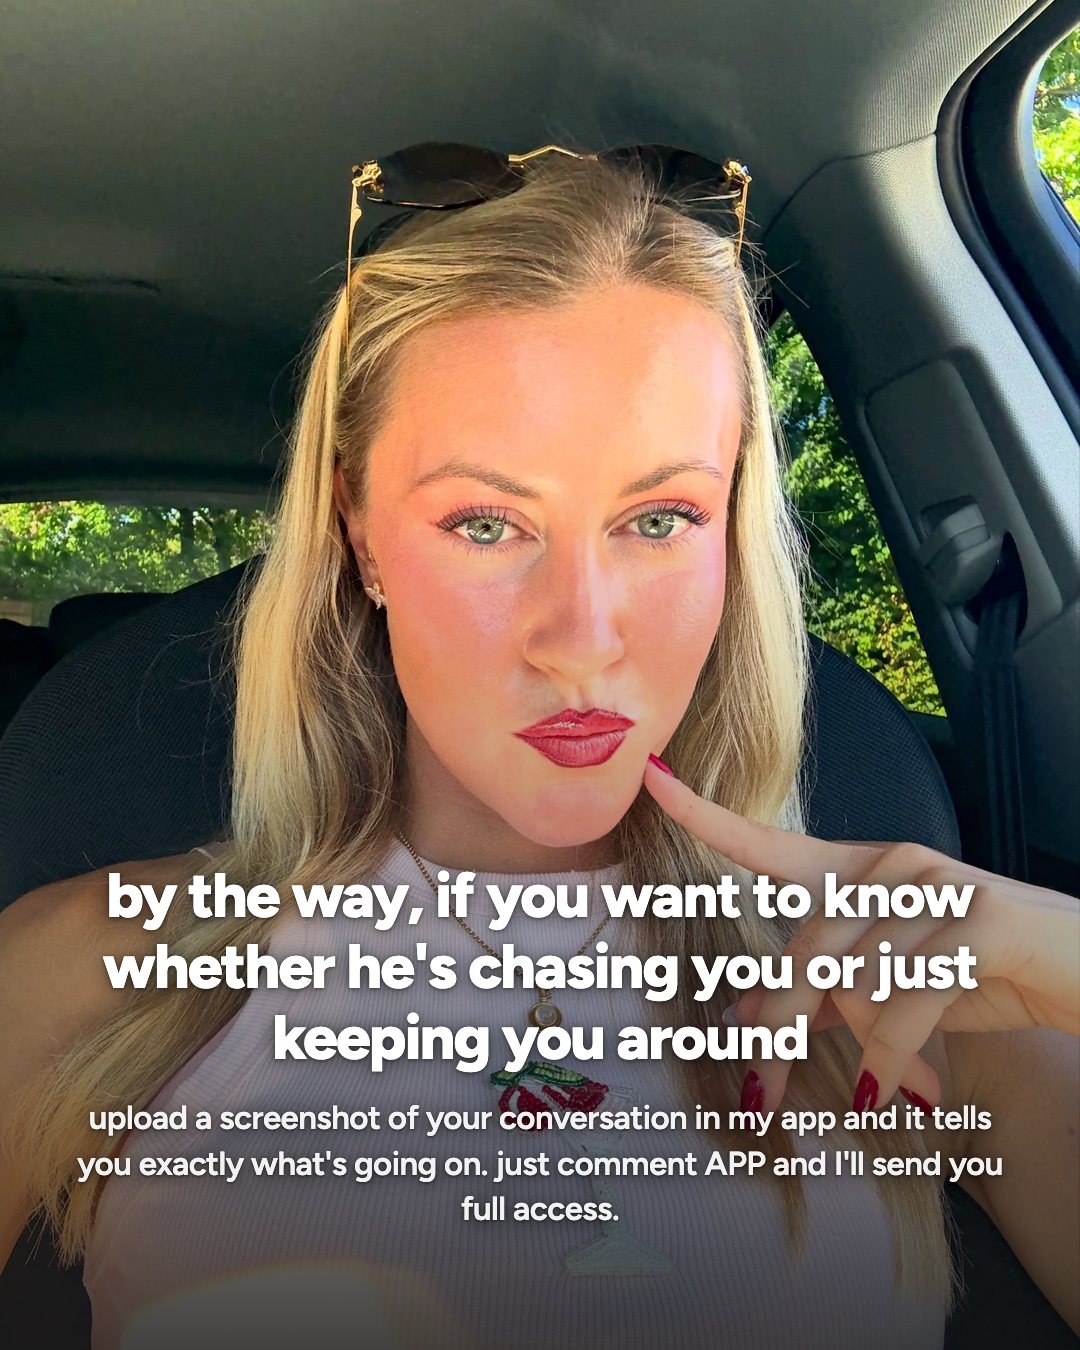 by the way, if you want to know
whether he's chasing you or just
keeping you around
upload a screenshot of your conversation in my app and it tells
you exactly what's going on. just comment APP and I'll send you
full access.